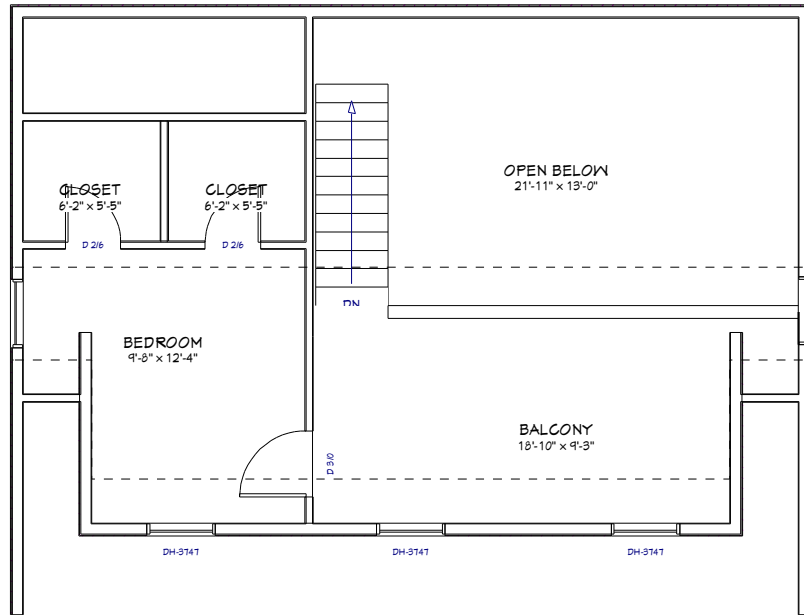 OPEN BELOW
21'-11" x 13'-0"
CLOSET
6'-2" x 5'-5"
CLOSET
6'-2" x 5'-5"
D 2/6
D 2/6
DN
BEDROOM
9'-8" x 12'-4"
BALCONY
18'-10" x 9'-3"
D 3/0
DH-3747
DH-3747
DH-3747